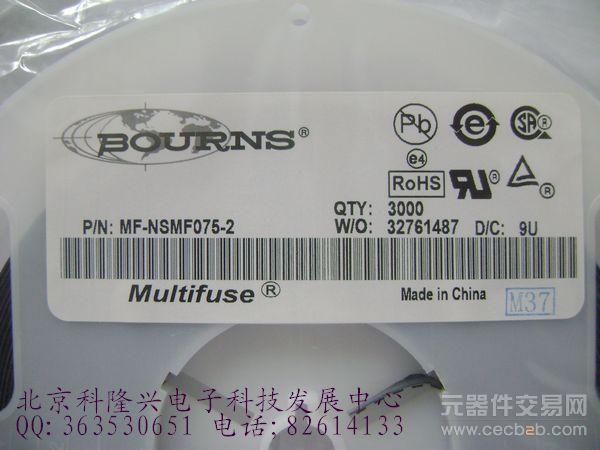 BOURNS®
Pb
e
SA®
e4
RoHS
UR®
®
P/N: MF-NSMF075-2
QTY: 3000
W/O: 32761487 D/C: 9U
Multifuse®
Made in China
M37
北京科隆兴电子科技发展中心
QQ:363530651 电话;82614133
元器件交易网
www.cecb2b.com